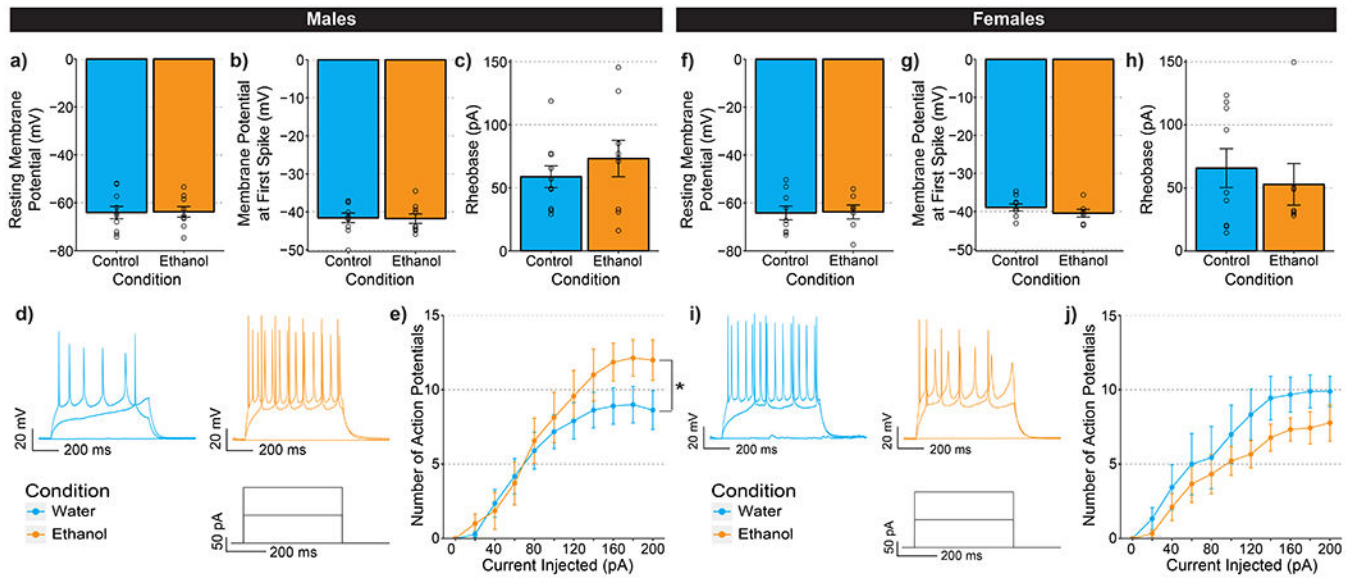 Males
Females
a)
Resting Membrane
Potential (mV)
0
−20
−40
−60
−80
Control
Ethanol
Condition
b)
Membrane Potential
at First Spike (mV)
0
−10
−20
−30
−40
−50
Control
Ethanol
Condition
c)
Rheobase (pA)
150
100
50
0
Control
Ethanol
Condition
f)
Resting Membrane
Potential (mV)
0
−20
−40
−60
−80
Control
Ethanol
Condition
g)
Membrane Potential
at First Spike (mV)
0
−10
−20
−30
−40
−50
Control
Ethanol
Condition
h)
Rheobase (pA)
150
100
50
0
Control
Ethanol
Condition
d)
20 mV
200 ms
20 mV
200 ms
Condition
Water
Ethanol
50 pA
200 ms
e)
Number of Action Potentials
15
10
5
0
*
0
40
80
120
160
200
Current Injected (pA)
i)
20 mV
200 ms
20 mV
200 ms
Condition
Water
Ethanol
50 pA
200 ms
j)
Number of Action Potentials
15
10
5
0
0
40
80
120
160
200
Current Injected (pA)